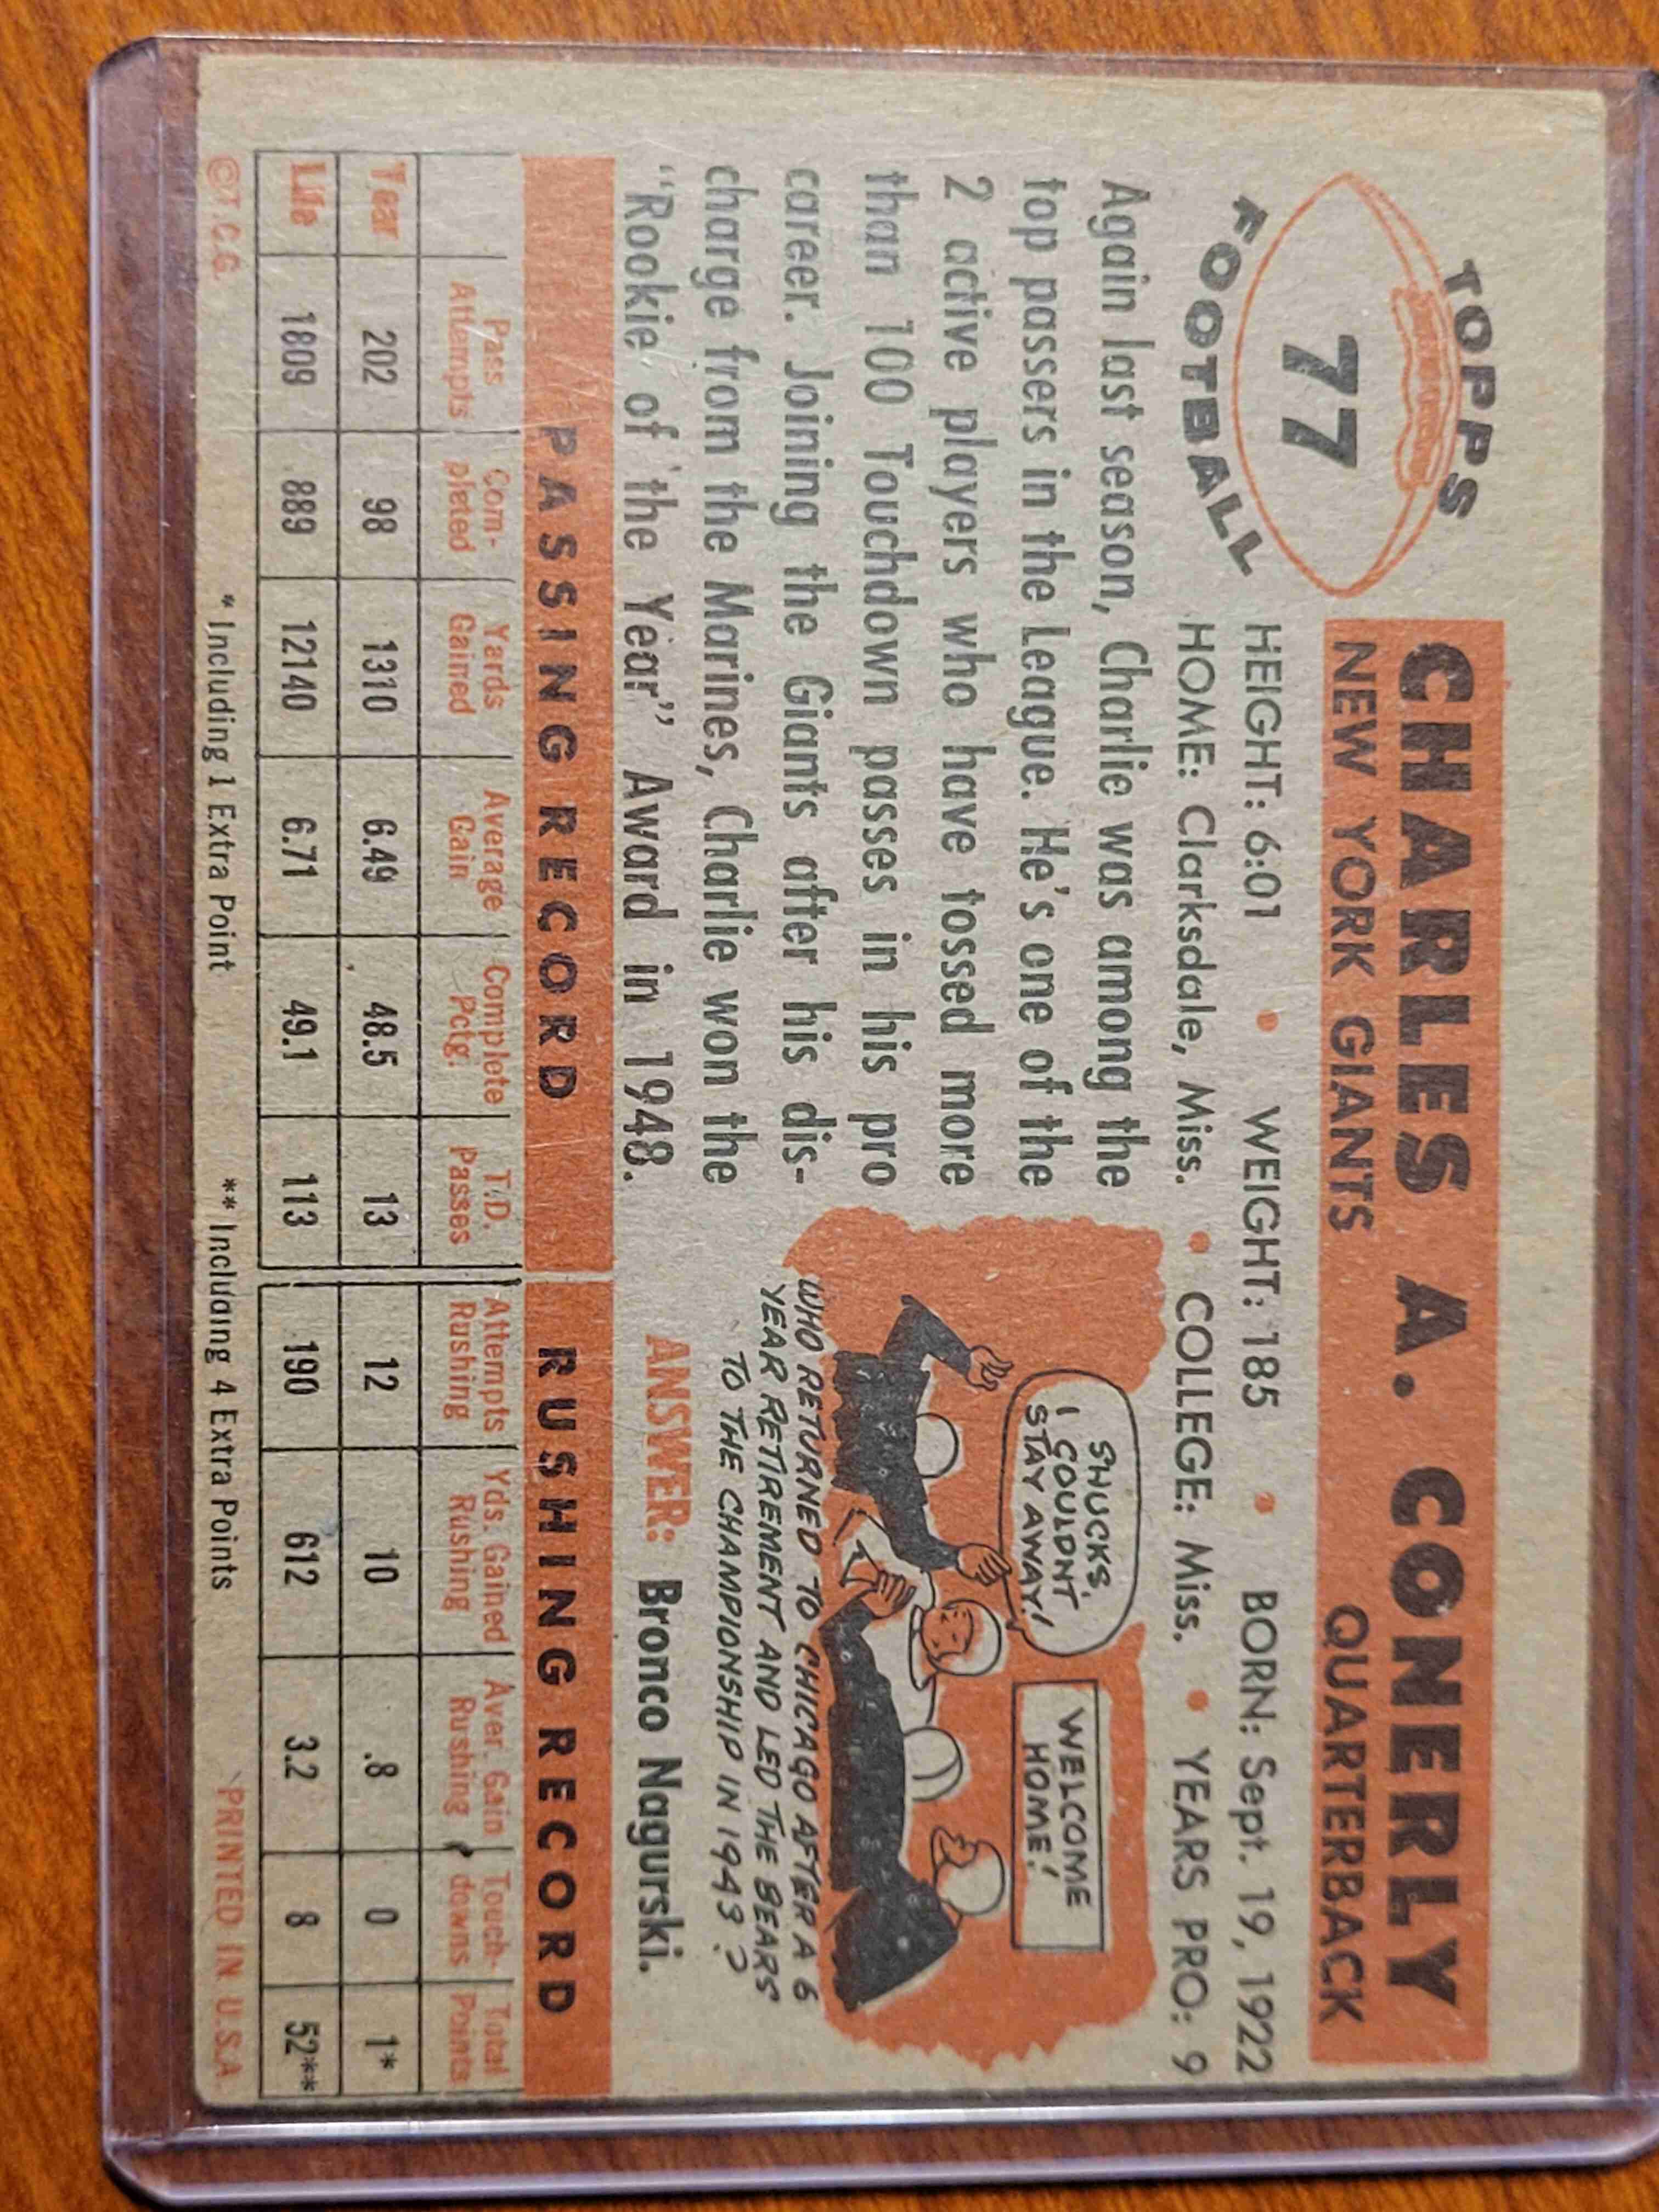 TOPPS
77
FOOTBALL
CHARLES A. CONERLY
NEW YORK GIANTS QUARTERBACK
HEIGHT: 6:01 • WEIGHT: 185 • BORN: Sept. 19, 1922
HOME: Clarksdale, Miss. • COLLEGE: Miss. • YEARS PRO: 9
Again last season, Charlie was among the
top passers in the League. He's one of the
2 active players who have tossed more
than 100 Touchdown passes in his pro
career. Joining the Giants after his dis-
charge from the Marines, Charlie won the
"Rookie of the Year" Award in 1948.
SHUCKS,
I COULDN'T
STAY AWAY!
WELCOME
HOME!
WHO RETURNED TO CHICAGO AFTER A 6
YEAR RETIREMENT AND LED THE BEARS
TO THE CHAMPIONSHIP IN 1943?
ANSWER: Bronco Nagurski.
PASSING RECORD RUSHING RECORD
Pass Com- Yards Average Complete T.D. Attempts Yds. Gained Aver. Gain Touch- Total
Attempts pleted Gained Gain Pctg. Passes Rushing Rushing Rushing downs Points
Year 202 98 1310 6.49 48.5 13 12 10 .8 0 1*
Life 1809 889 12140 6.71 49.1 113 190 612 3.2 8 52**
©T.C.G. * Including 1 Extra Point ** Including 4 Extra Points PRINTED IN U.S.A.